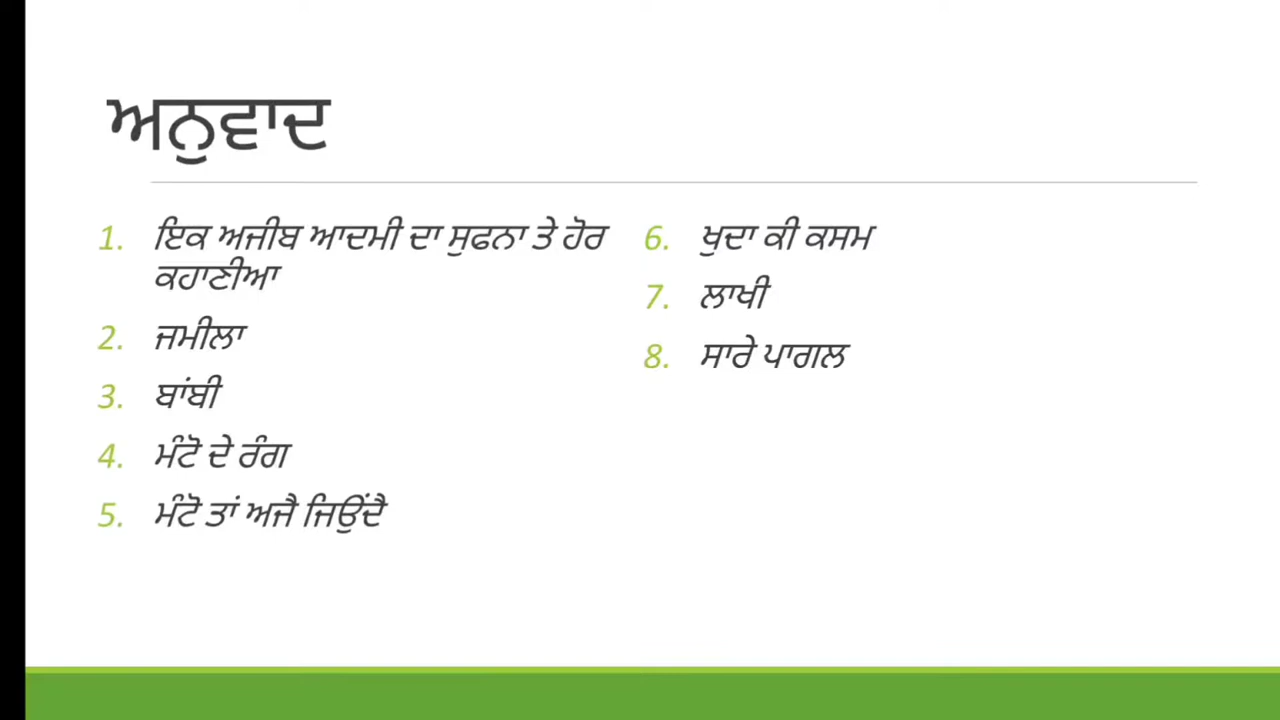 ਅਨੁਵਾਦ
1. ਇਕ ਅਜੀਬ ਆਦਮੀ ਦਾ ਸੁਫਨਾ ਤੇ ਹੋਰ
ਕਹਾਣੀਆ
2. ਜਮੀਲਾ
3. ਬਾਂਬੀ
4. ਮੰਟੋ ਦੇ ਰੰਗ
5. ਮੰਟੋ ਤਾਂ ਅਜੈ ਜਿਉਂਦੈ
6. ਖੁਦਾ ਕੀ ਕਸਮ
7. ਲਾਖੀ
8. ਸਾਰੇ ਪਾਗਲ